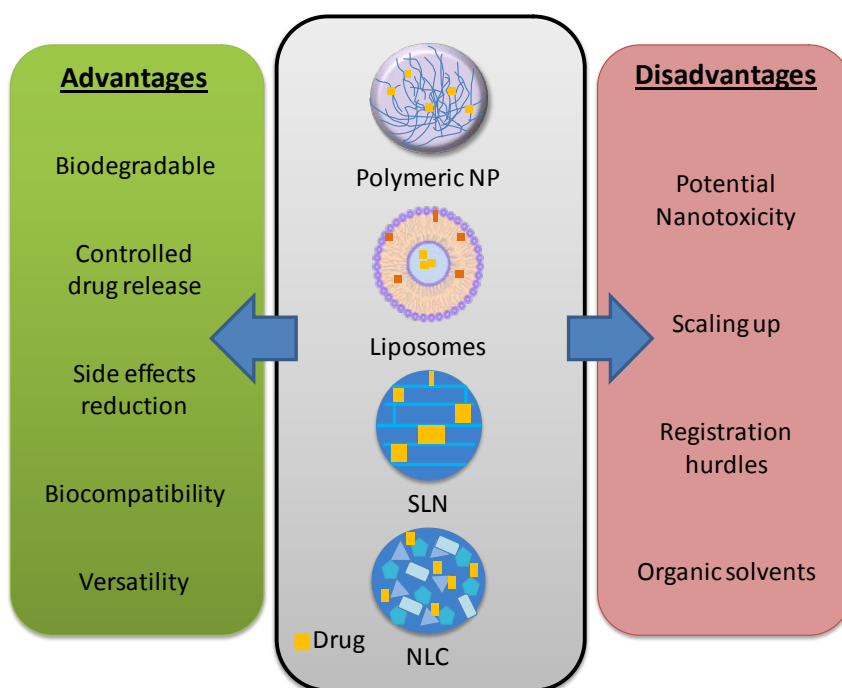 Advantages
Biodegradable
Controlled
drug release
Side effects
reduction
Biocompatibility
Versatility
Polymeric NP
Liposomes
SLN
Drug
NLC
Disadvantages
Potential
Nanotoxicity
Scaling up
Registration
hurdles
Organic solvents